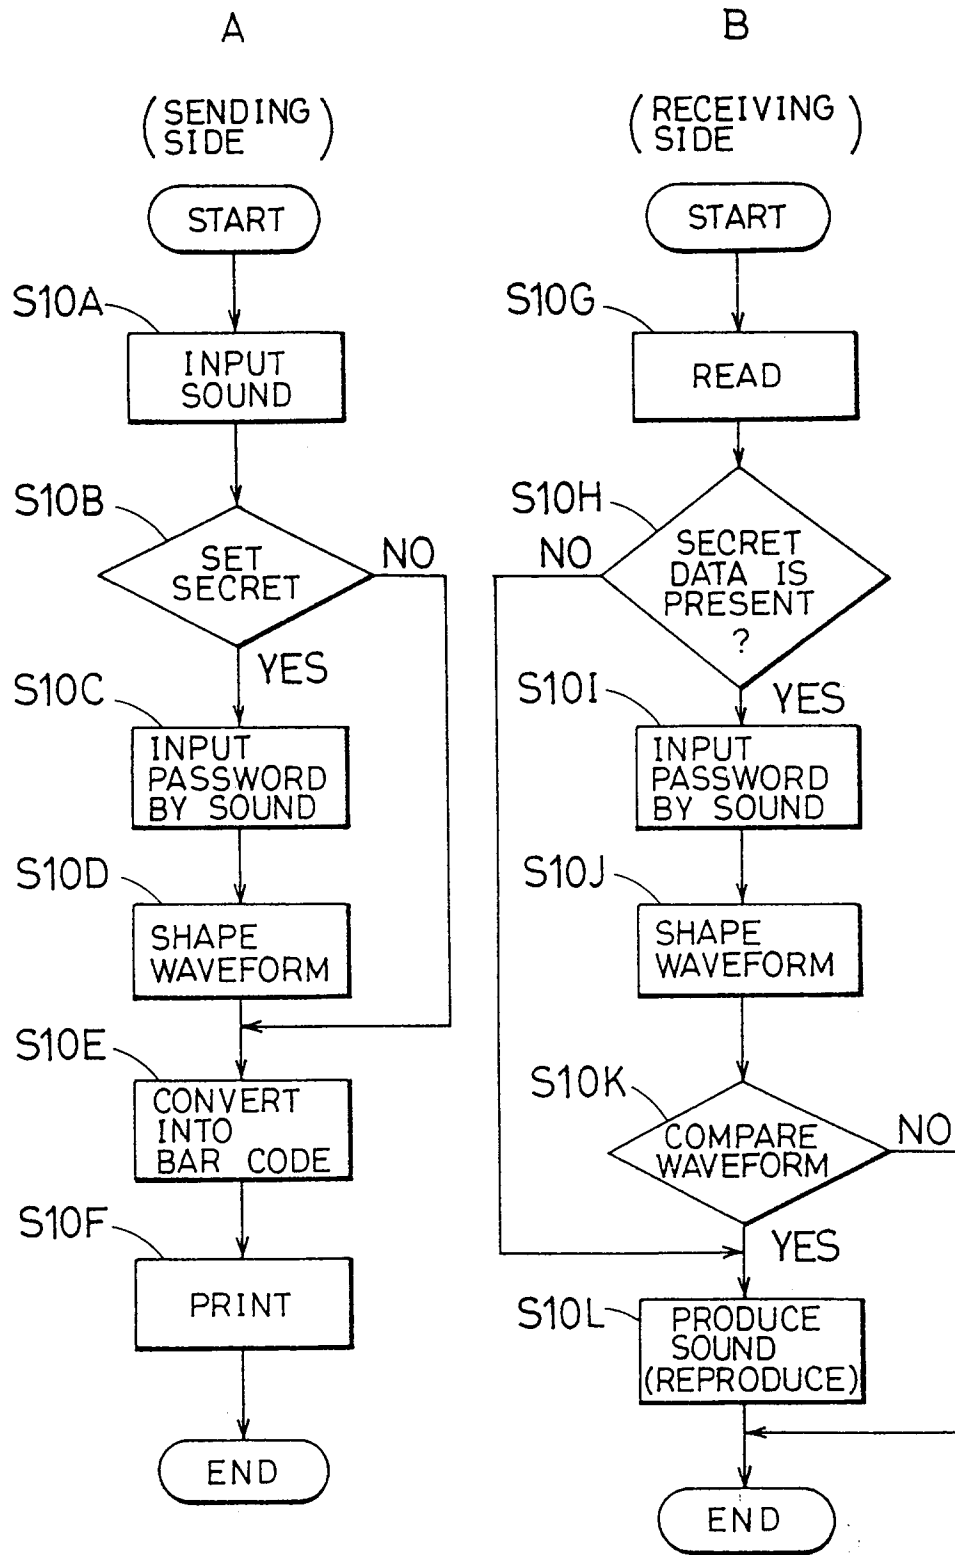 A
(SENDING
SIDE)
START
S10A
INPUT
SOUND
S10B
SET
SECRET
NO
YES
S10C
INPUT
PASSWORD
BY SOUND
S10D
SHAPE
WAVEFORM
S10E
CONVERT
INTO
BAR CODE
S10F
PRINT
END
B
(RECEIVING
SIDE)
START
S10G
READ
S10H
SECRET
DATA IS
PRESENT
?
NO
YES
S10I
INPUT
PASSWORD
BY SOUND
S10J
SHAPE
WAVEFORM
S10K
COMPARE
WAVEFORM
NO
YES
S10L
PRODUCE
SOUND
(REPRODUCE)
END